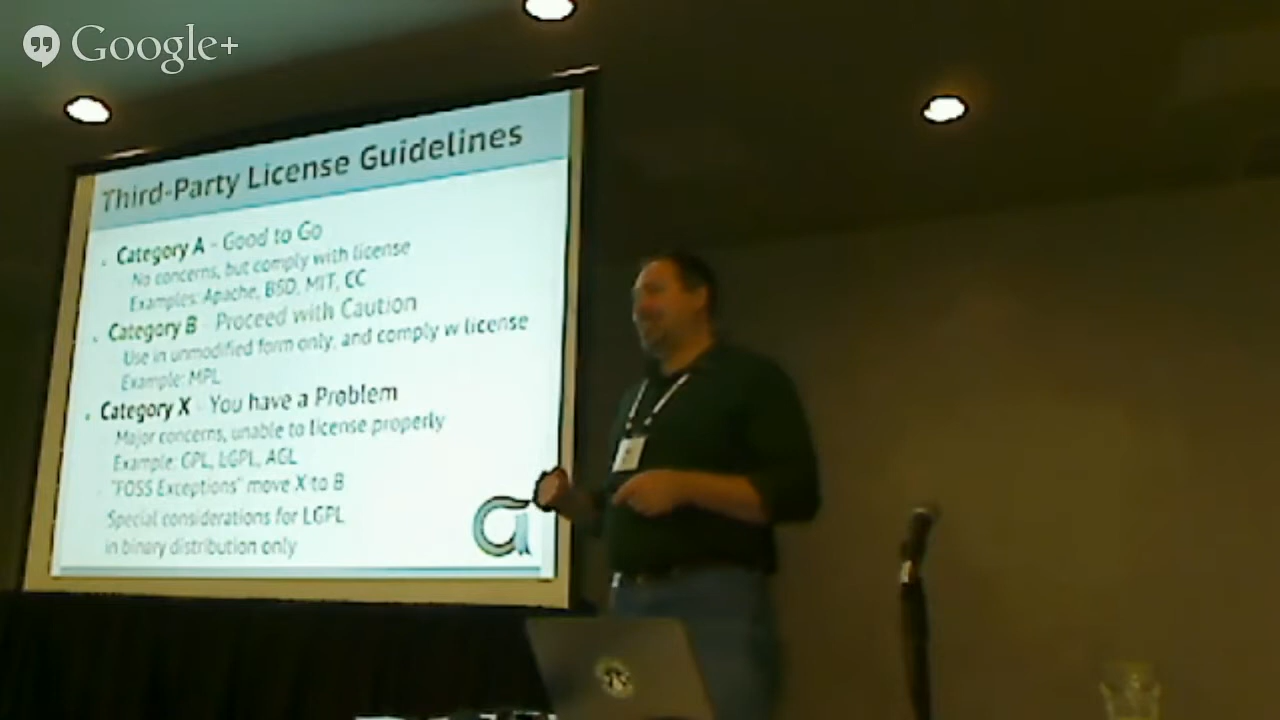 Google+
Third-Party License Guidelines
Category A - Good to Go
No concerns, but comply with license
Examples: Apache, BSD, MIT, CC
Category B - Proceed with Caution
Use in unmodified form only, and comply w license
Example: MPL
Category X - You have a Problem
Major concerns, unable to license properly
Example: GPL, LGPL, AGL
"FOSS Exceptions" move X to B
Special considerations for LGPL
in binary distribution only